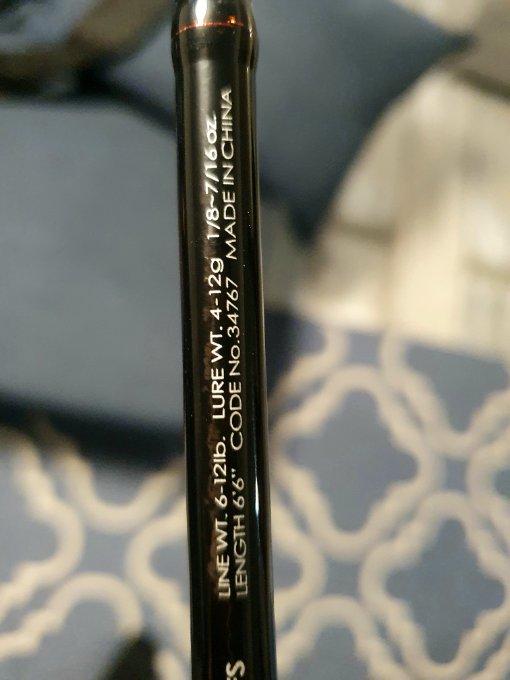 LINE WT. 6-12lb. LURE WT. 4-12g 1/8~7/16oz.
LENGTH 6'6" CODE No.34767 MADE IN CHINA